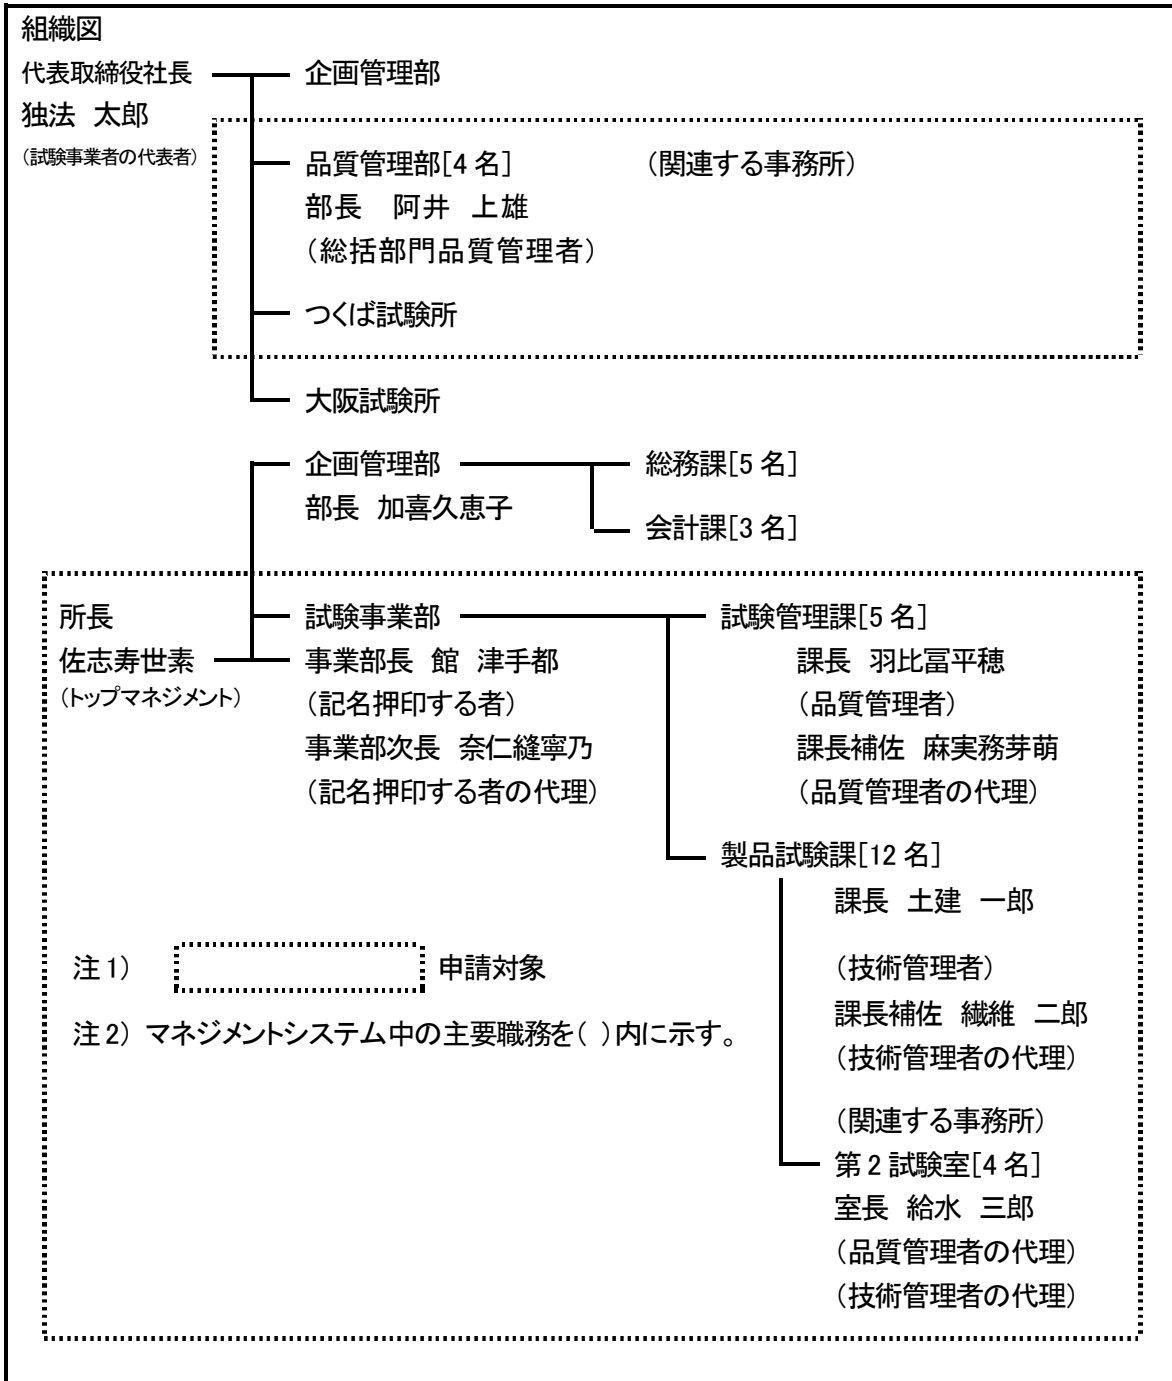 組織図
代表取締役社長 企画管理部
独法 太郎
(試験事業者の代表者)
品質管理部[4 名] (関連する事務所)
部長 阿井 上雄
(総括部門品質管理者)
つくば試験所
大阪試験所
企画管理部 総務課[5 名]
部長 加喜久恵子
会計課[3 名]
所長 試験事業部 試験管理課[5 名]
佐志寿世素 事業部長 館 津手都 課長 羽比冨平穂
(トップマネジメント) (記名押印する者) (品質管理者)
事業部次長 奈仁縫寧乃 課長補佐 麻実務芽萌
(記名押印する者の代理) (品質管理者の代理)
製品試験課[12 名]
課長 土建 一郎
注 1) 申請対象 (技術管理者)
課長補佐 繊維 二郎
注 2) マネジメントシステム中の主要職務を( )内に示す。
(技術管理者の代理)
(関連する事務所)
第 2 試験室[4 名]
室長 給水 三郎
(品質管理者の代理)
(技術管理者の代理)